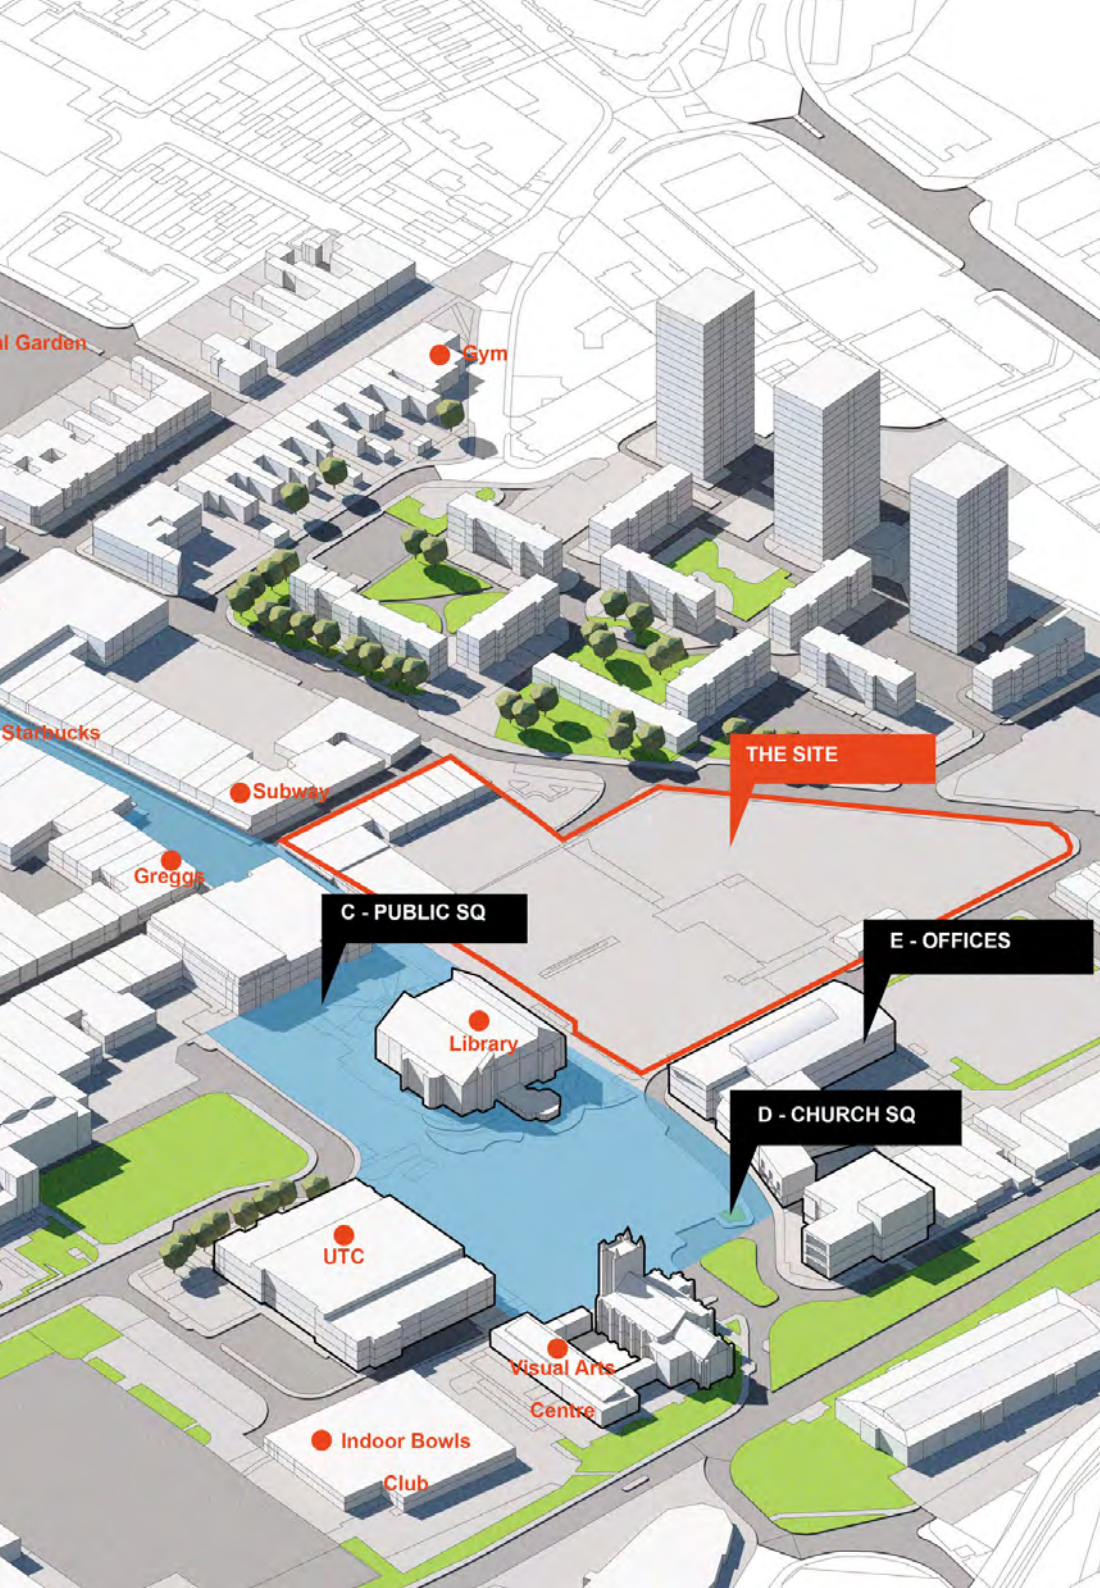 al Garden
Gym
Starbucks
THE SITE
Subway
Greggs
C - PUBLIC SQ
E - OFFICES
Library
D - CHURCH SQ
UTC
Visual Arts
Centre
Indoor Bowls
Club